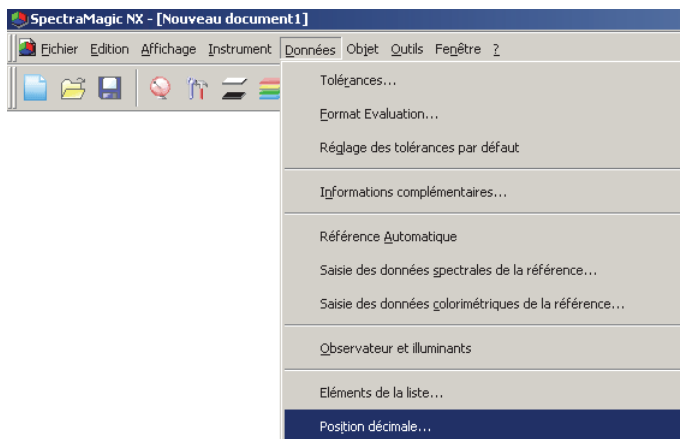 SpectraMagic NX - [Nouveau document1]
Fichier Edition Affichage Instrument Données Objet Outils Fenêtre ?
Tolérances...
Format Evaluation...
Réglage des tolérances par défaut
Informations complémentaires...
Référence Automatique
Saisie des données spectrales de la référence...
Saisie des données colorimétriques de la référence...
Observateur et illuminants
Eléments de la liste...
Position décimale...